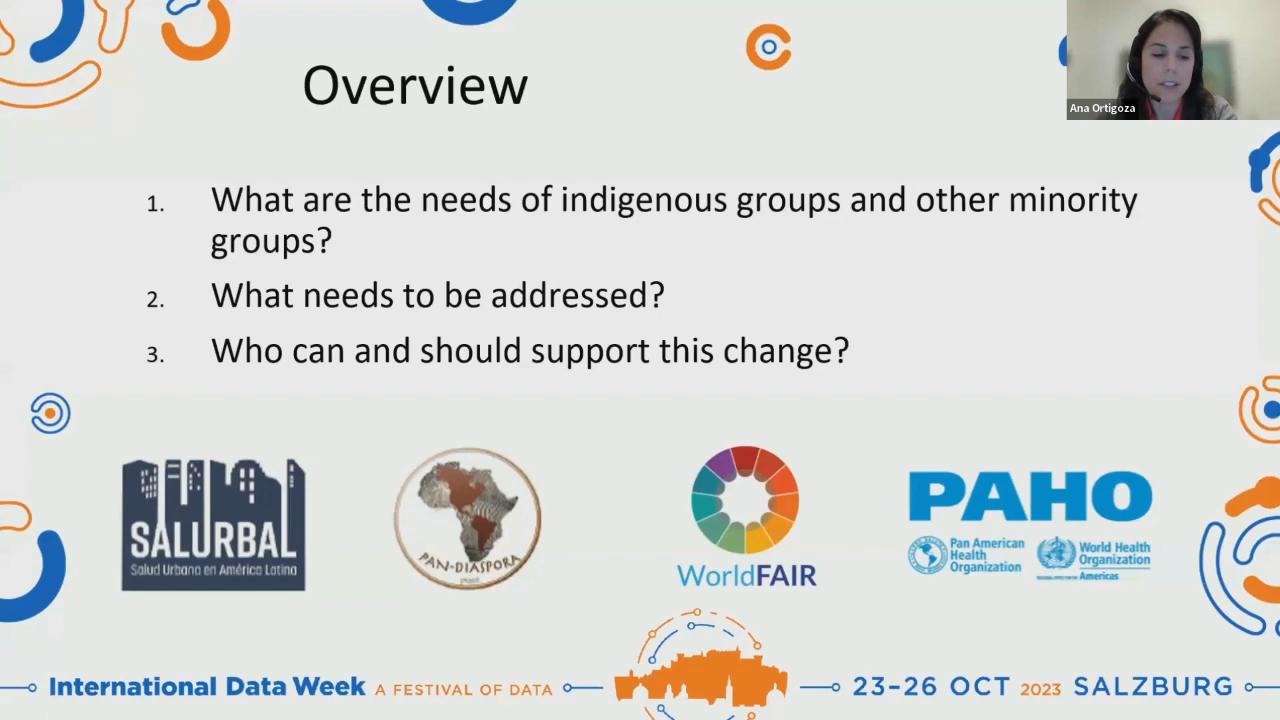 Overview
Ana Ortigoza
1. What are the needs of indigenous groups and other minority
groups?
2. What needs to be addressed?
3. Who can and should support this change?
SALURBAL
Salud Urbana en América Latina
PAN-DIASPORA
WorldFAIR
PAHO
Pan American
Health
Organization
World Health
Organization
Americas
International Data Week A FESTIVAL OF DATA
23-26 OCT 2023 SALZBURG